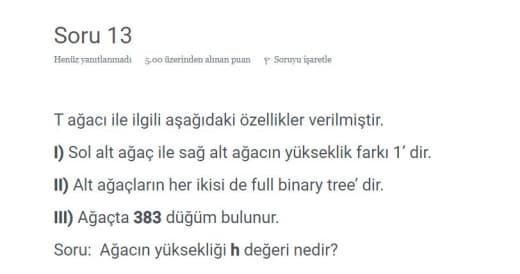 Soru 13
Henüz yanıtlanmadı 5,00 üzerinden alınan puan Soruyu işaretle
T ağacı ile ilgili aşağıdaki özellikler verilmiştir.
I) Sol alt ağaç ile sağ alt ağacın yükseklik farkı 1’ dir.
II) Alt ağaçların her ikisi de full binary tree’ dir.
III) Ağaçta 383 düğüm bulunur.
Soru: Ağacın yüksekliği h değeri nedir?